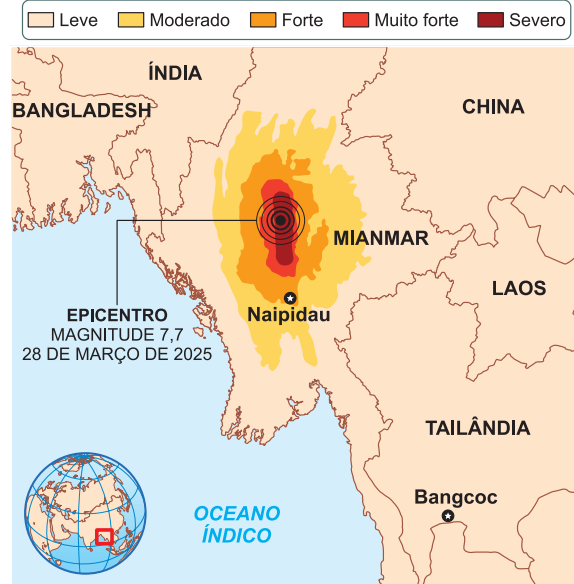 Leve Moderado Forte Muito forte Severo
ÍNDIA
BANGLADESH
CHINA
MIANMAR
LAOS
EPICENTRO
MAGNITUDE 7,7
28 DE MARÇO DE 2025
Naipidau
TAILÂNDIA
Bangcoc
OCEANO
ÍNDICO